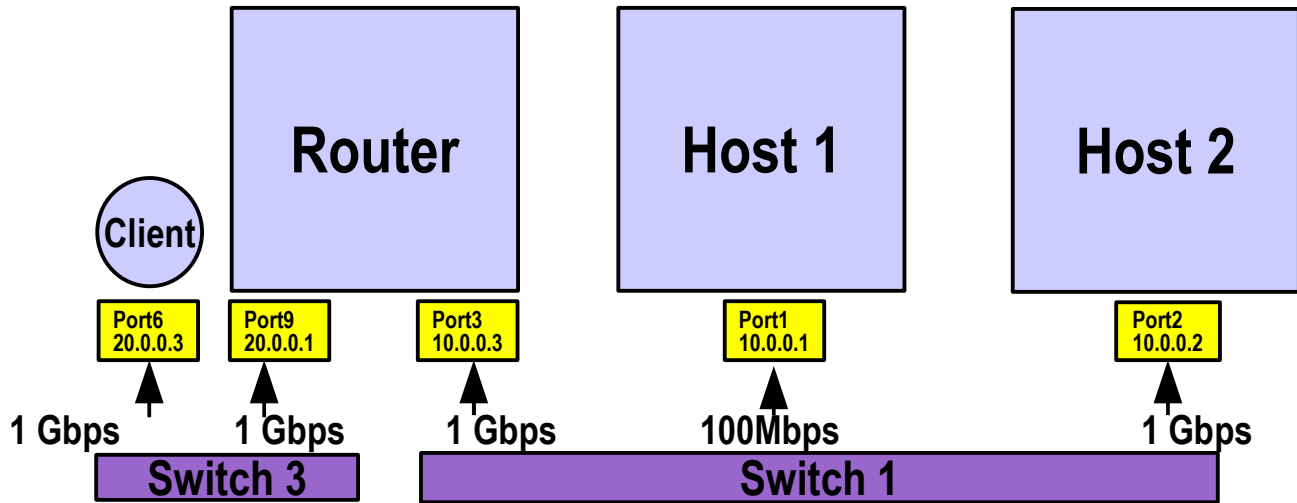 Router
Host 1
Host 2
Client
Port6
20.0.0.3
Port9
20.0.0.1
Port3
10.0.0.3
Port1
10.0.0.1
Port2
10.0.0.2
1 Gbps
1 Gbps
1 Gbps
100Mbps
1 Gbps
Switch 3
Switch 1